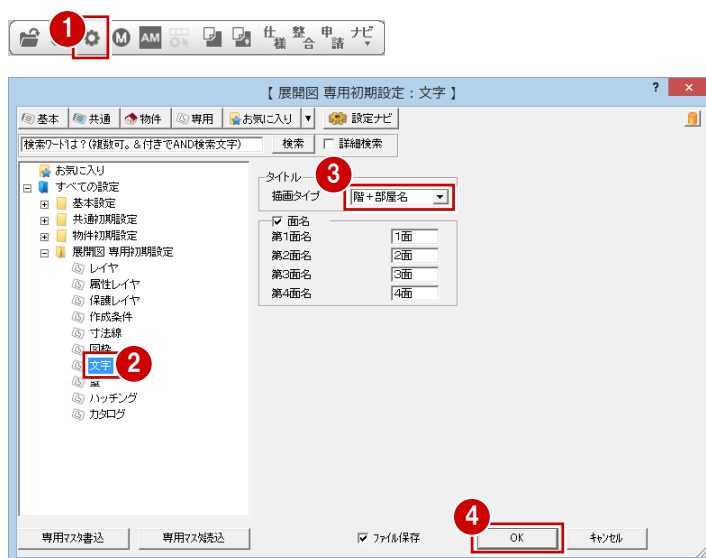 1
M AM 仕様 整合 申請 ナビ
【 展開図 専用初期設定：文字 】 ? ×
基本 共通 物件 専用 お気に入り ▼ 設定ナビ
検索ワードは？(複数可。＆付きでAND検索文字) 検索 詳細検索
お気に入り
すべての設定
基本設定
共通初期設定
物件初期設定
展開図 専用初期設定
レイヤ
属性レイヤ
保護レイヤ
作成条件
寸法線
図枠
文字 2
壁
ハッチング
カタログ
タイトル 3
描画タイプ 階+部屋名
面名
第1面名 1面
第2面名 2面
第3面名 3面
第4面名 4面
4
専用マスタ書込 専用マスタ読込 ファイル保存 OK キャンセル